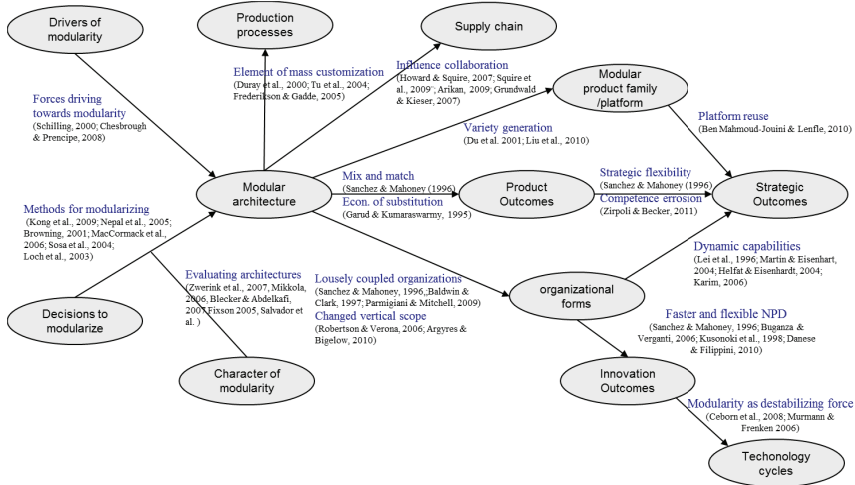 Drivers of
modularity
Production
processes
Supply chain
Element of mass customization
(Duray et al., 2000; Tu et al., 2004;
Frederikson & Gadde, 2005)
Influence collaboration
(Howard & Squire, 2007; Squire et
al., 2009; Arikan, 2009; Grundwald
& Kieser, 2007)
Modular
product family
/platform
Forces driving
towards modularity
(Schilling, 2000; Chesbrough
& Prencipe, 2008)
Platform reuse
(Ben Mahmoud-Jouini & Lenfle, 2010)
Variety generation
(Du et al. 2001; Liu et al., 2010)
Modular
architecture
Mix and match
(Sanchez & Mahoney (1996)
Econ. of substitution
(Garud & Kumaraswarmy, 1995)
Product
Outcomes
Strategic flexibility
(Sanchez & Mahoney (1996)
Competence errosion
(Zirpoli & Becker, 2011)
Strategic
Outcomes
Methods for modularizing
(Kong et al., 2009; Nepal et al., 2005;
Browning, 2001; MacCormack et al.,
2006; Sosa et al., 2004;
Loch et al., 2003)
Dynamic capabilities
(Lei et al., 1996; Martin & Eisenhart,
2004; Helfat & Eisenhardt, 2004;
Karim, 2006)
Evaluating architectures
(Zwerink et al., 2007, Mikkola,
2006, Blecker & Abdelkafi,
2007 Fixson 2005, Salvador et
al. )
Lousely coupled organizations
(Sanchez & Mahoney, 1996,;Baldwin &
Clark, 1997; Parmigiani & Mitchell, 2009)
Changed vertical scope
(Robertson & Verona, 2006; Argyres &
Bigelow, 2010)
organizational
forms
Decisions to
modularize
Faster and flexible NPD
(Sanchez & Mahoney, 1996; Buganza &
Verganti, 2006; Kusonoki et al., 1998; Danese
& Filippini, 2010)
Character of
modularity
Innovation
Outcomes
Modularity as destabilizing force
(Ceborn et al., 2008; Murmann &
Frenken 2006)
Techonology
cycles